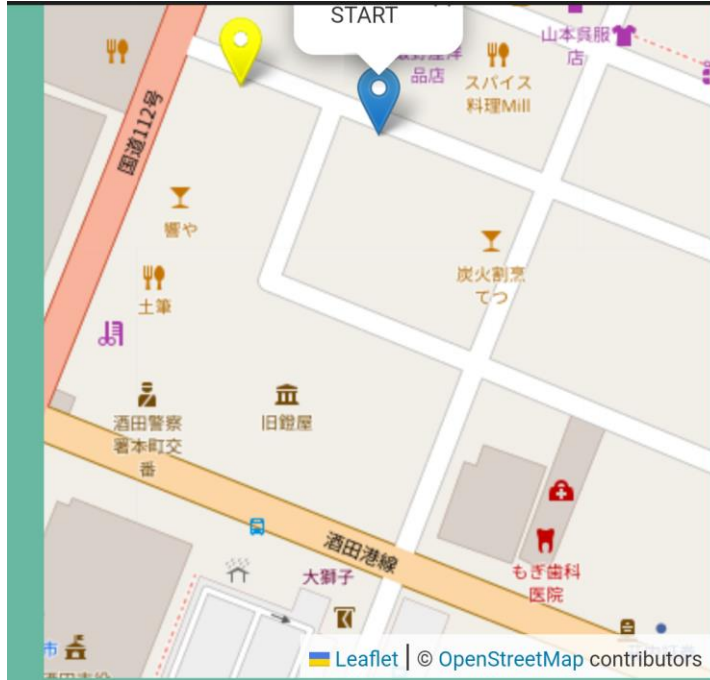 START
品店
山本呉服
店
スパイス
料理Mill
国道112号
響や
炭火割烹
てつ
土筆
酒田警察
署本町交
番
旧鐙屋
酒田港線
大獅子
もぎ歯科
医院
市
Leaflet | © OpenStreetMap contributors